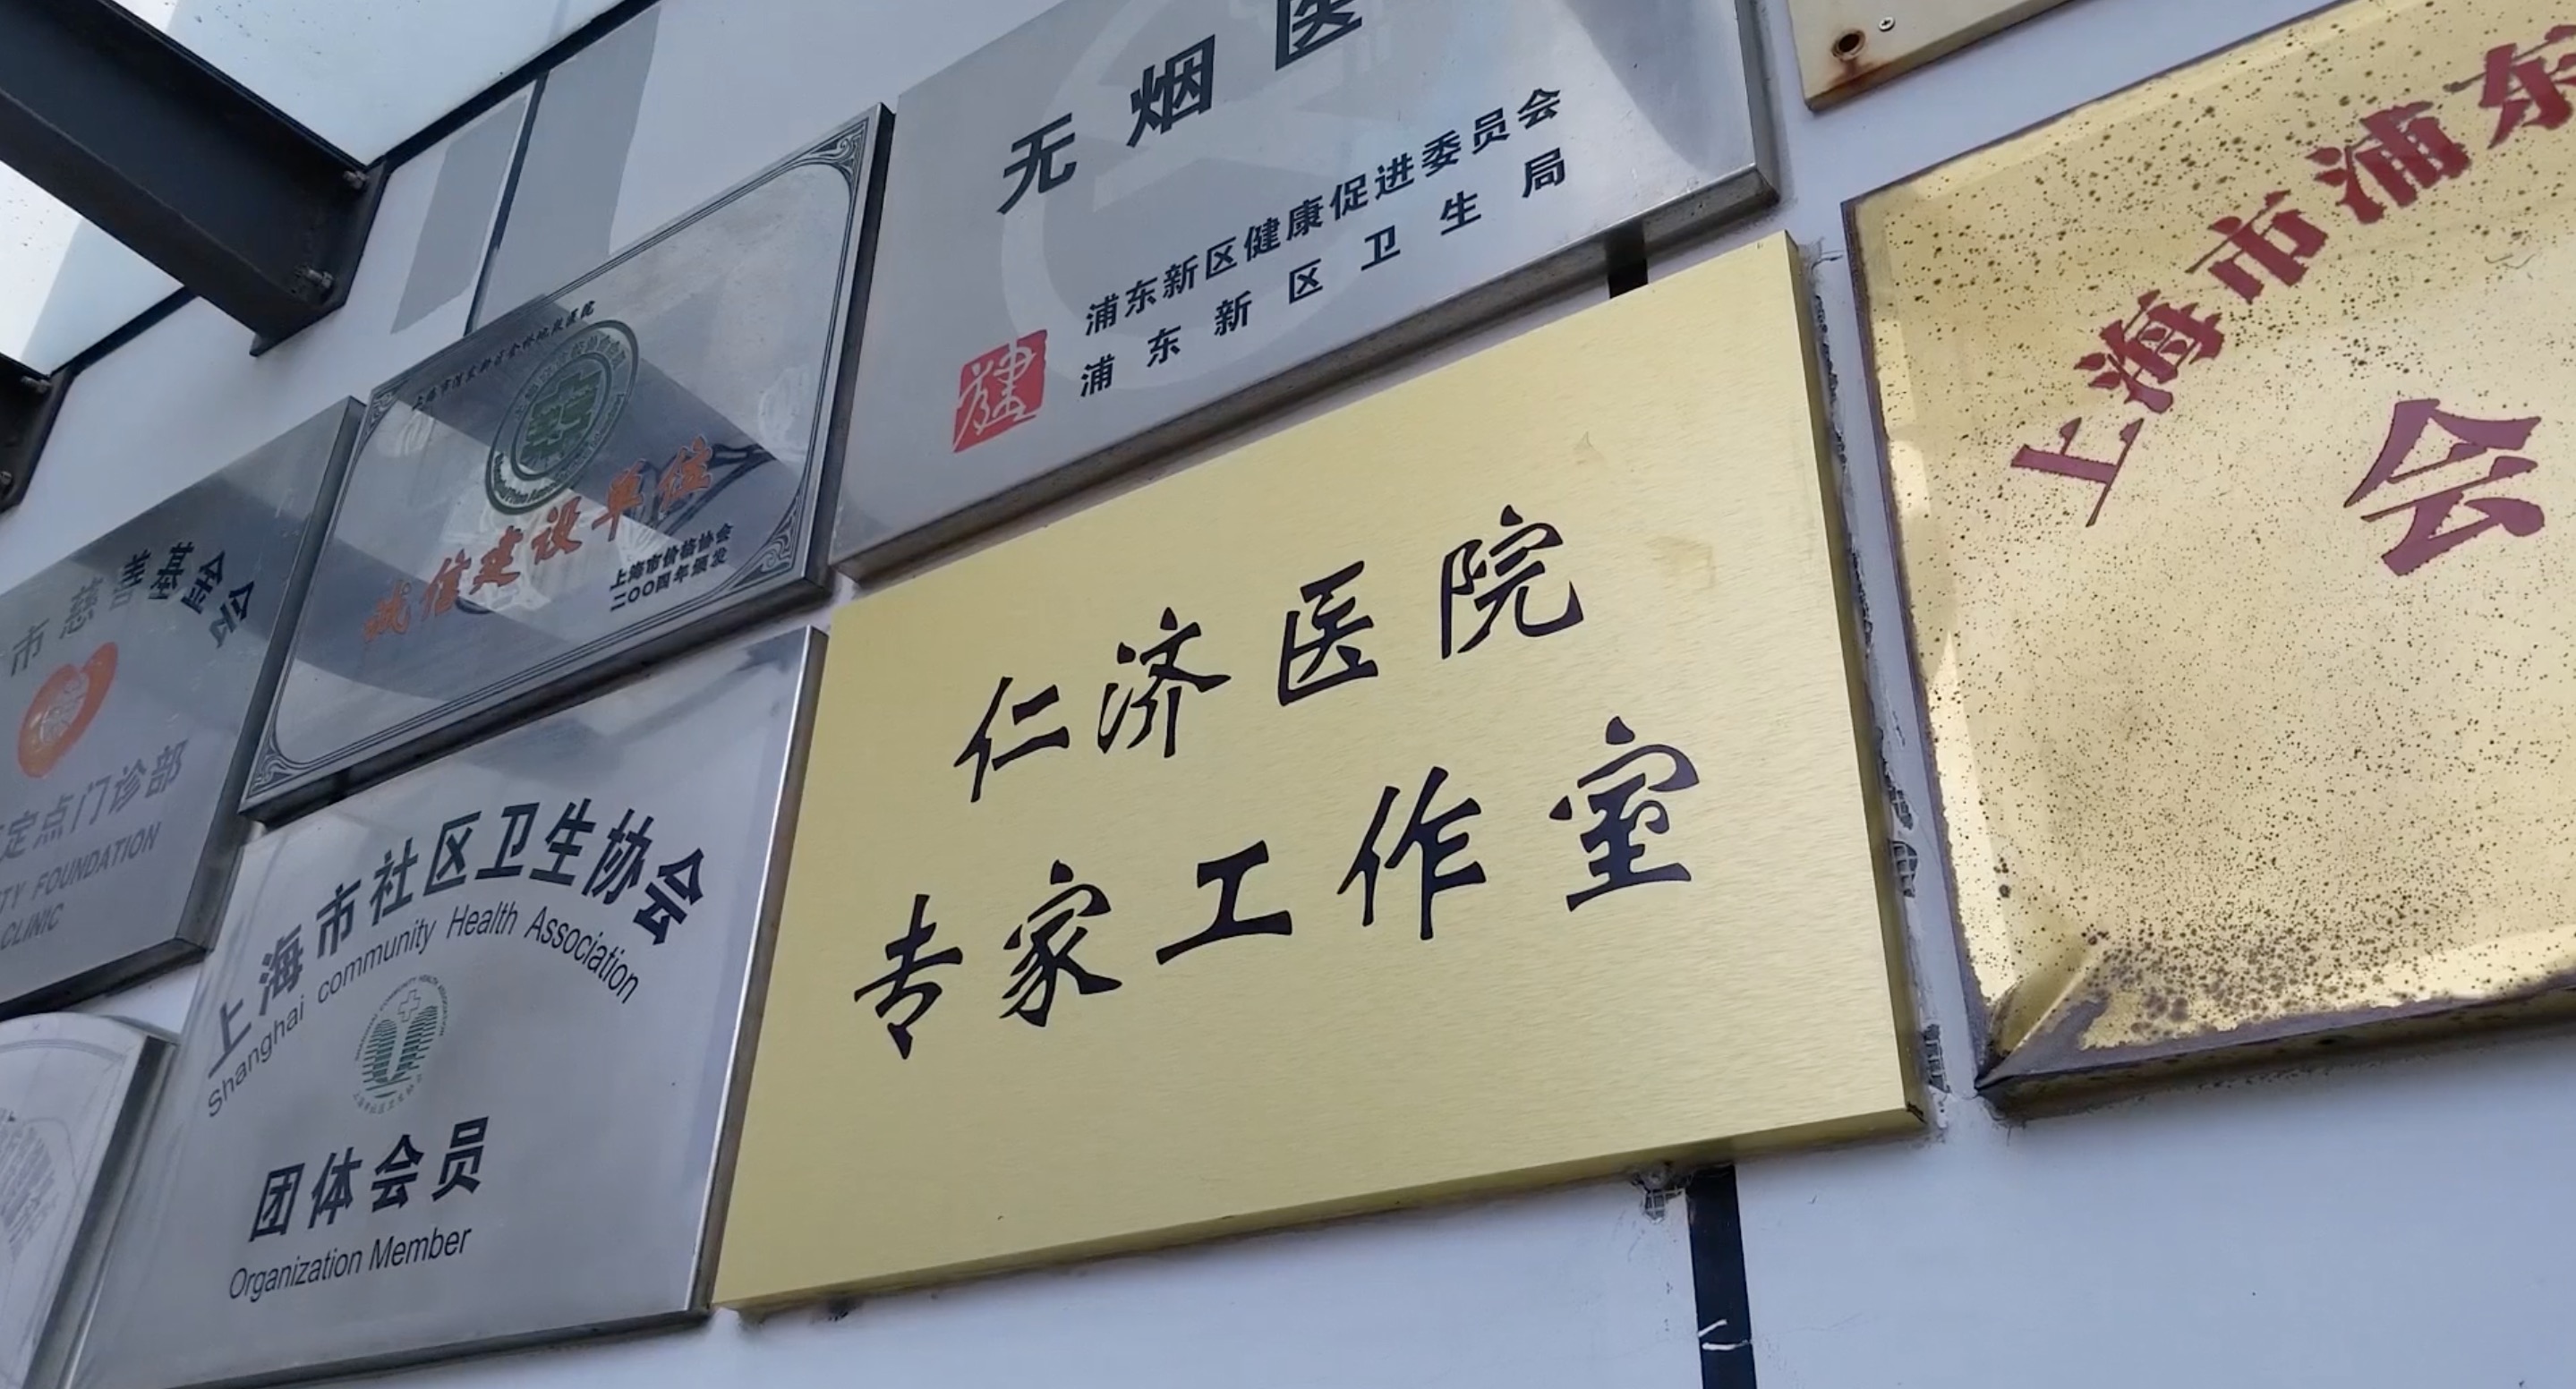 无烟医
浦东新区健康促进委员会
浦东新区卫生局
健
诚信建设单位
上海市价格协会
二〇〇四年颁发
市慈善基金会
定点门诊部
TY FOUNDATION
CLINIC
上海市社区卫生协会
Shanghai community Health Association
团体会员
Organization Member
仁济医院
专家工作室
上海市浦东
会